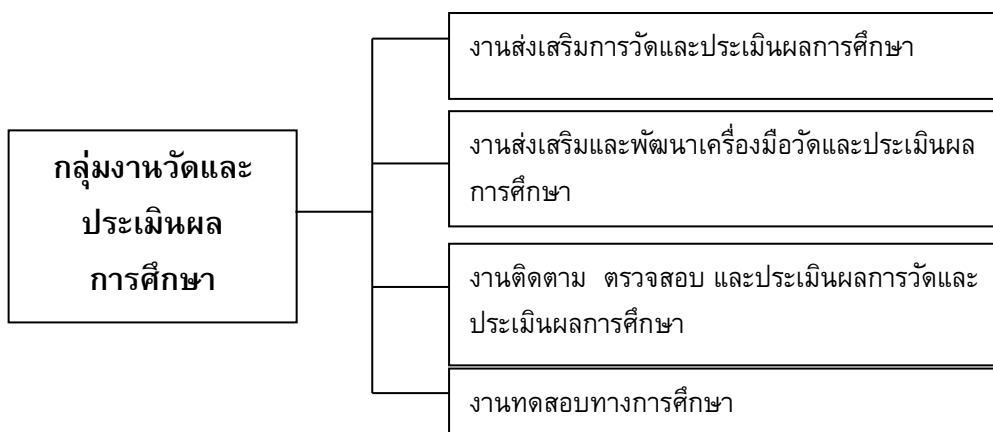 กลุ่มงานวัดและ
ประเมินผล
การศึกษา
งานส่งเสริมการวัดและประเมินผลการศึกษา
งานส่งเสริมและพัฒนาเครื่องมือวัดและประเมินผล
การศึกษา
งานติดตาม ตรวจสอบ และประเมินผลการวัดและ
ประเมินผลการศึกษา
งานทดสอบทางการศึกษา